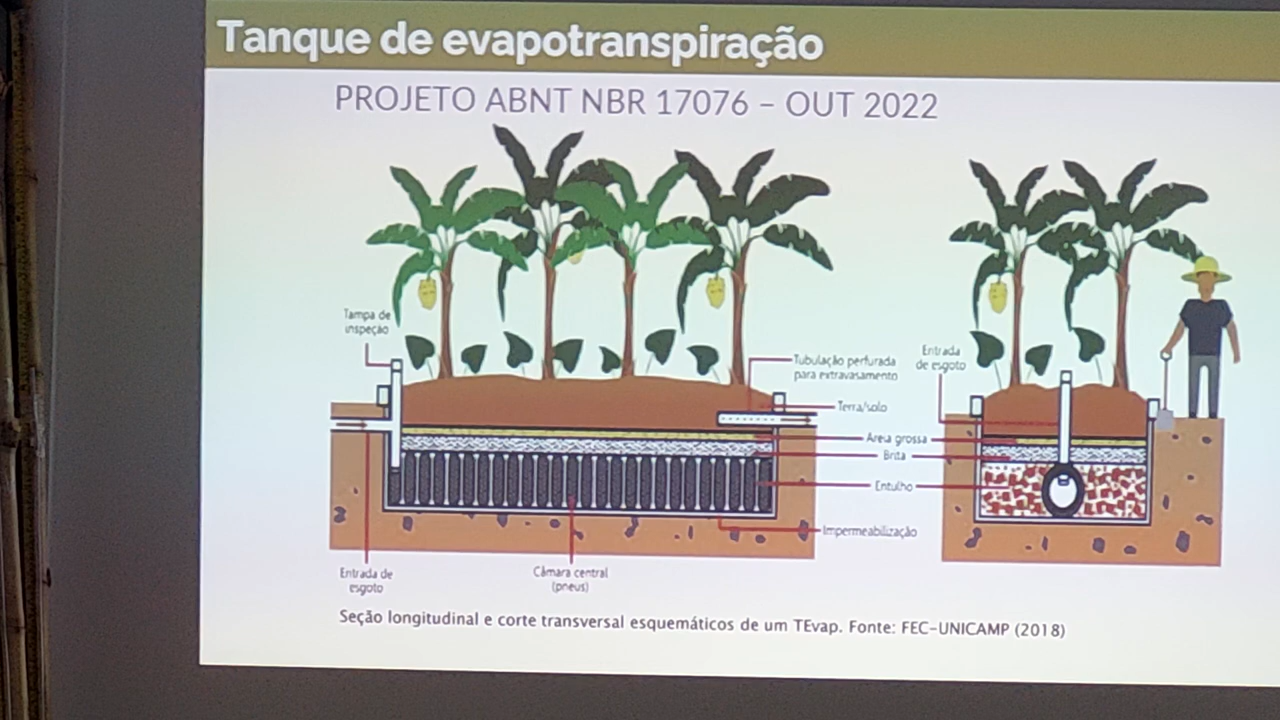 Tanque de evapotranspiração
PROJETO ABNT NBR 17076 – OUT 2022
Tampa de
inspeção
Tubulação perfurada
para extravasamento
Terra/solo
Entrada
de esgoto
Areia grossa
Brita
Entulho
Impermeabilização
Entrada de
esgoto
Câmara central
(pneus)
Seção longitudinal e corte transversal esquemáticos de um TEvap. Fonte: FEC-UNICAMP (2018)